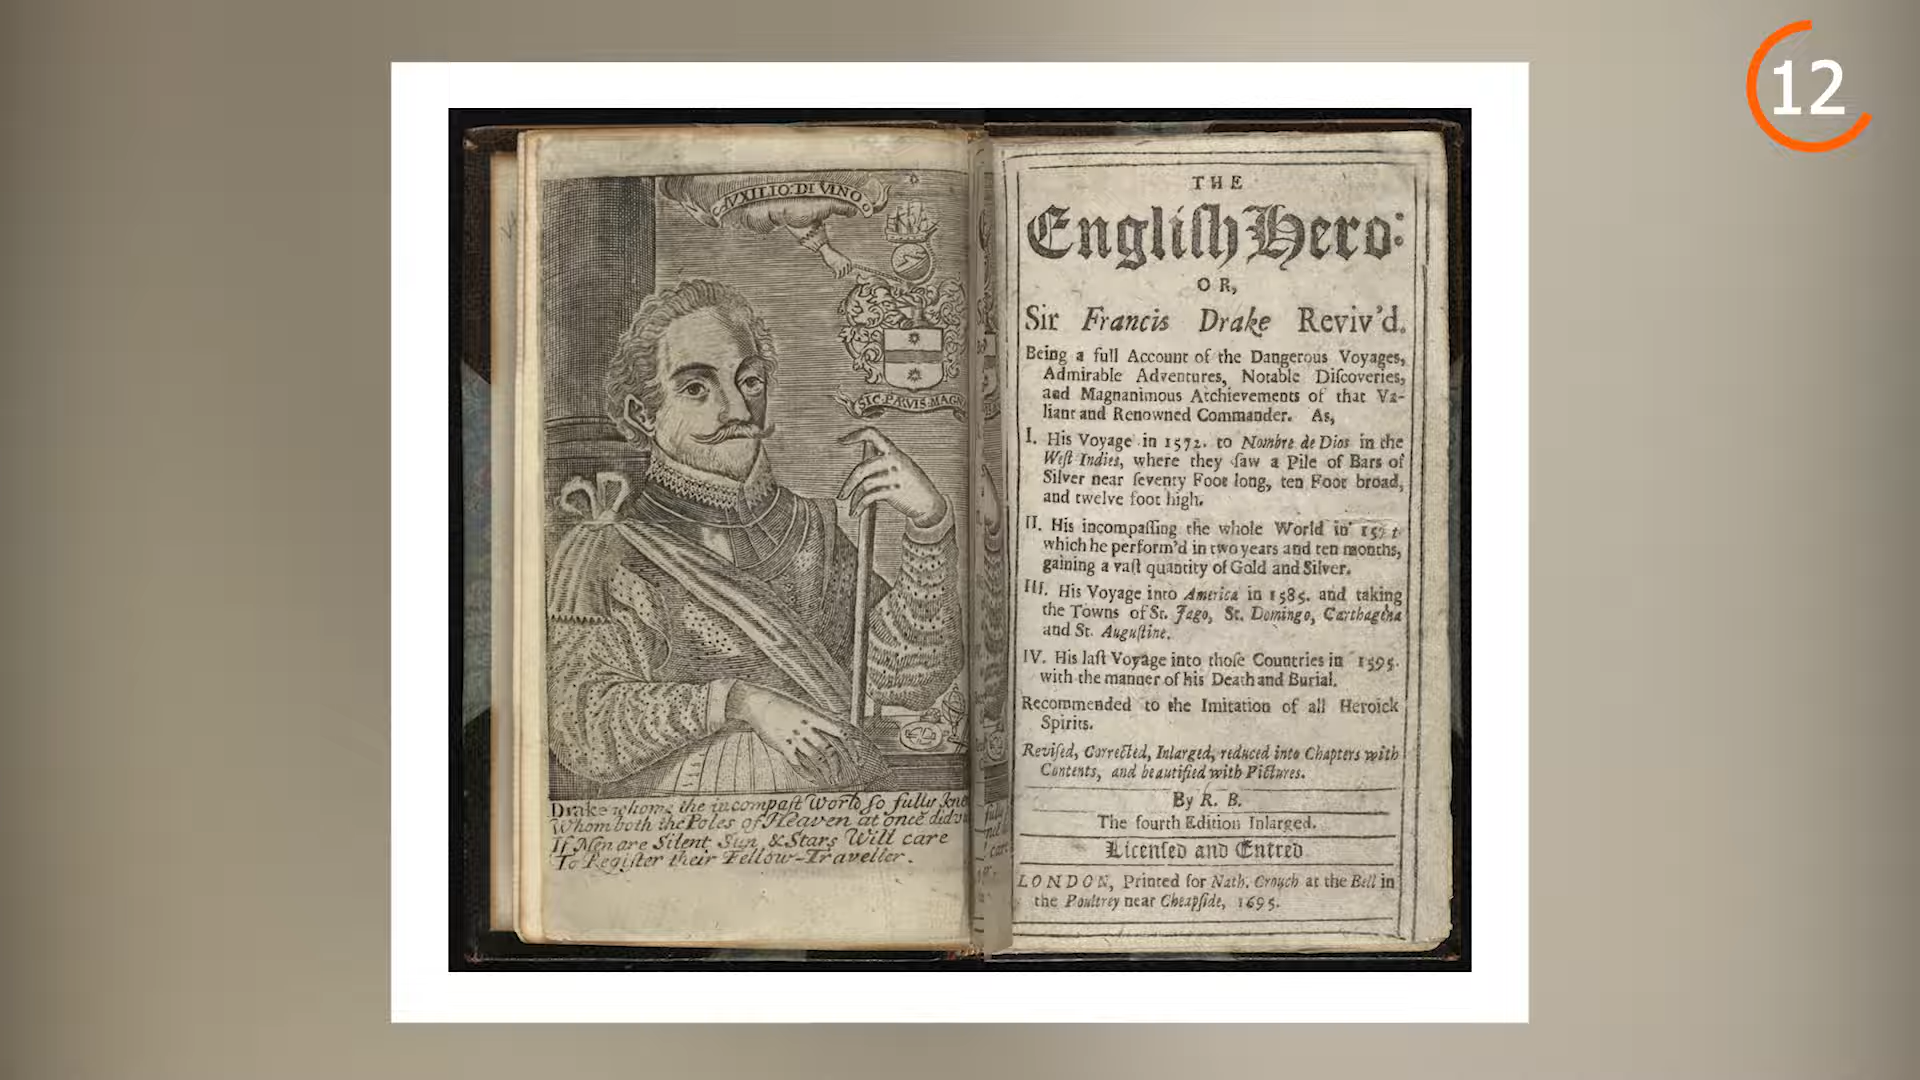 12
AVXILIO: DI VINO
SIC PARVIS MAGN
Drake whome the incompast World so fully
Whom both the Poles of Heaven at once
If Men are Silent Sun & Stars Will care
To Register their Fellow-Traveller.
THE
Engliſh Hero:
OR,
Sir Francis Drake Reviv'd.
Being a full Account of the Dangerous Voyages,
Admirable Adventures, Notable Diſcoveries,
and Magnanimous Atchievements of that Va-
liant and Renowned Commander. As,
I. His Voyage in 1572. to Nombre de Dios in the
Weſt Indies, where they ſaw a Pile of Bars of
Silver near ſeventy Foot long, ten Foot broad,
and twelve foot high.
II. His incompaſſing the whole World in
which he perform'd in two years and ten months,
gaining a vaſt quantity of Gold and Silver.
III. His Voyage into America in 1585. and taking
the Towns of St. Jago, St. Domingo, Carthagena
and St. Auguſtine.
IV. His laſt Voyage into thoſe Countries in 1595.
with the manner of his Death and Burial.
Recommended to the Imitation of all Heroick
Spirits.
Reviſed, Corrected, Inlarged, reduced into Chapters with
Contents, and beautified with Pictures.
By R. B.
The fourth Edition Inlarged.
Licenſed and Entred
LONDON, Printed for Nath. Crouch at the Bell in
the Poultrey near Cheapſide, 1695.